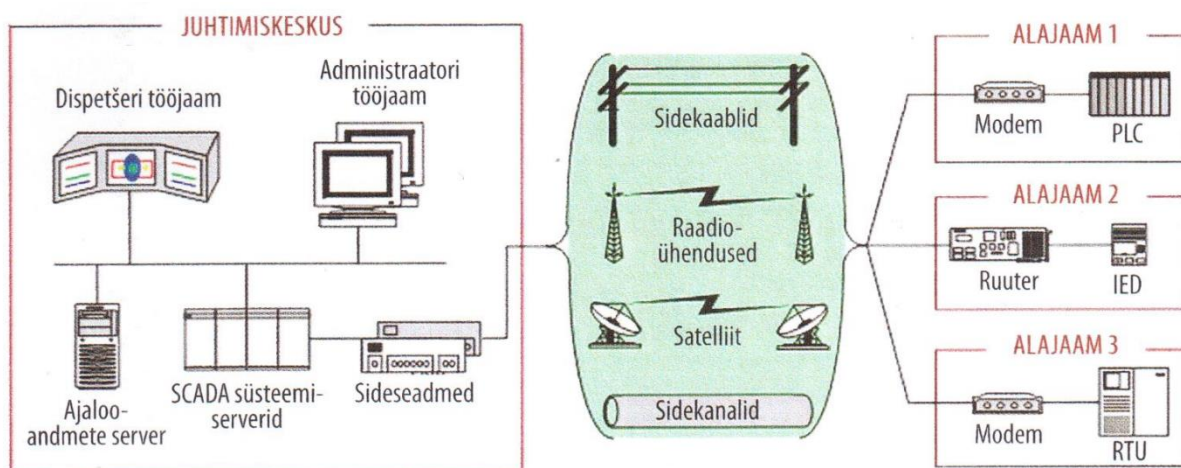 JUHTIMISKESKUS
Dispetšeri tööjaam
Administraatori
tööjaam
Ajaloo-
andmete server
SCADA süsteemi-
serverid
Sideseadmed
Sidekaablid
Raadio-
ühendused
Satelliit
Sidekanalid
ALAJAAM 1
Modem
PLC
ALAJAAM 2
Ruuter
IED
ALAJAAM 3
Modem
RTU